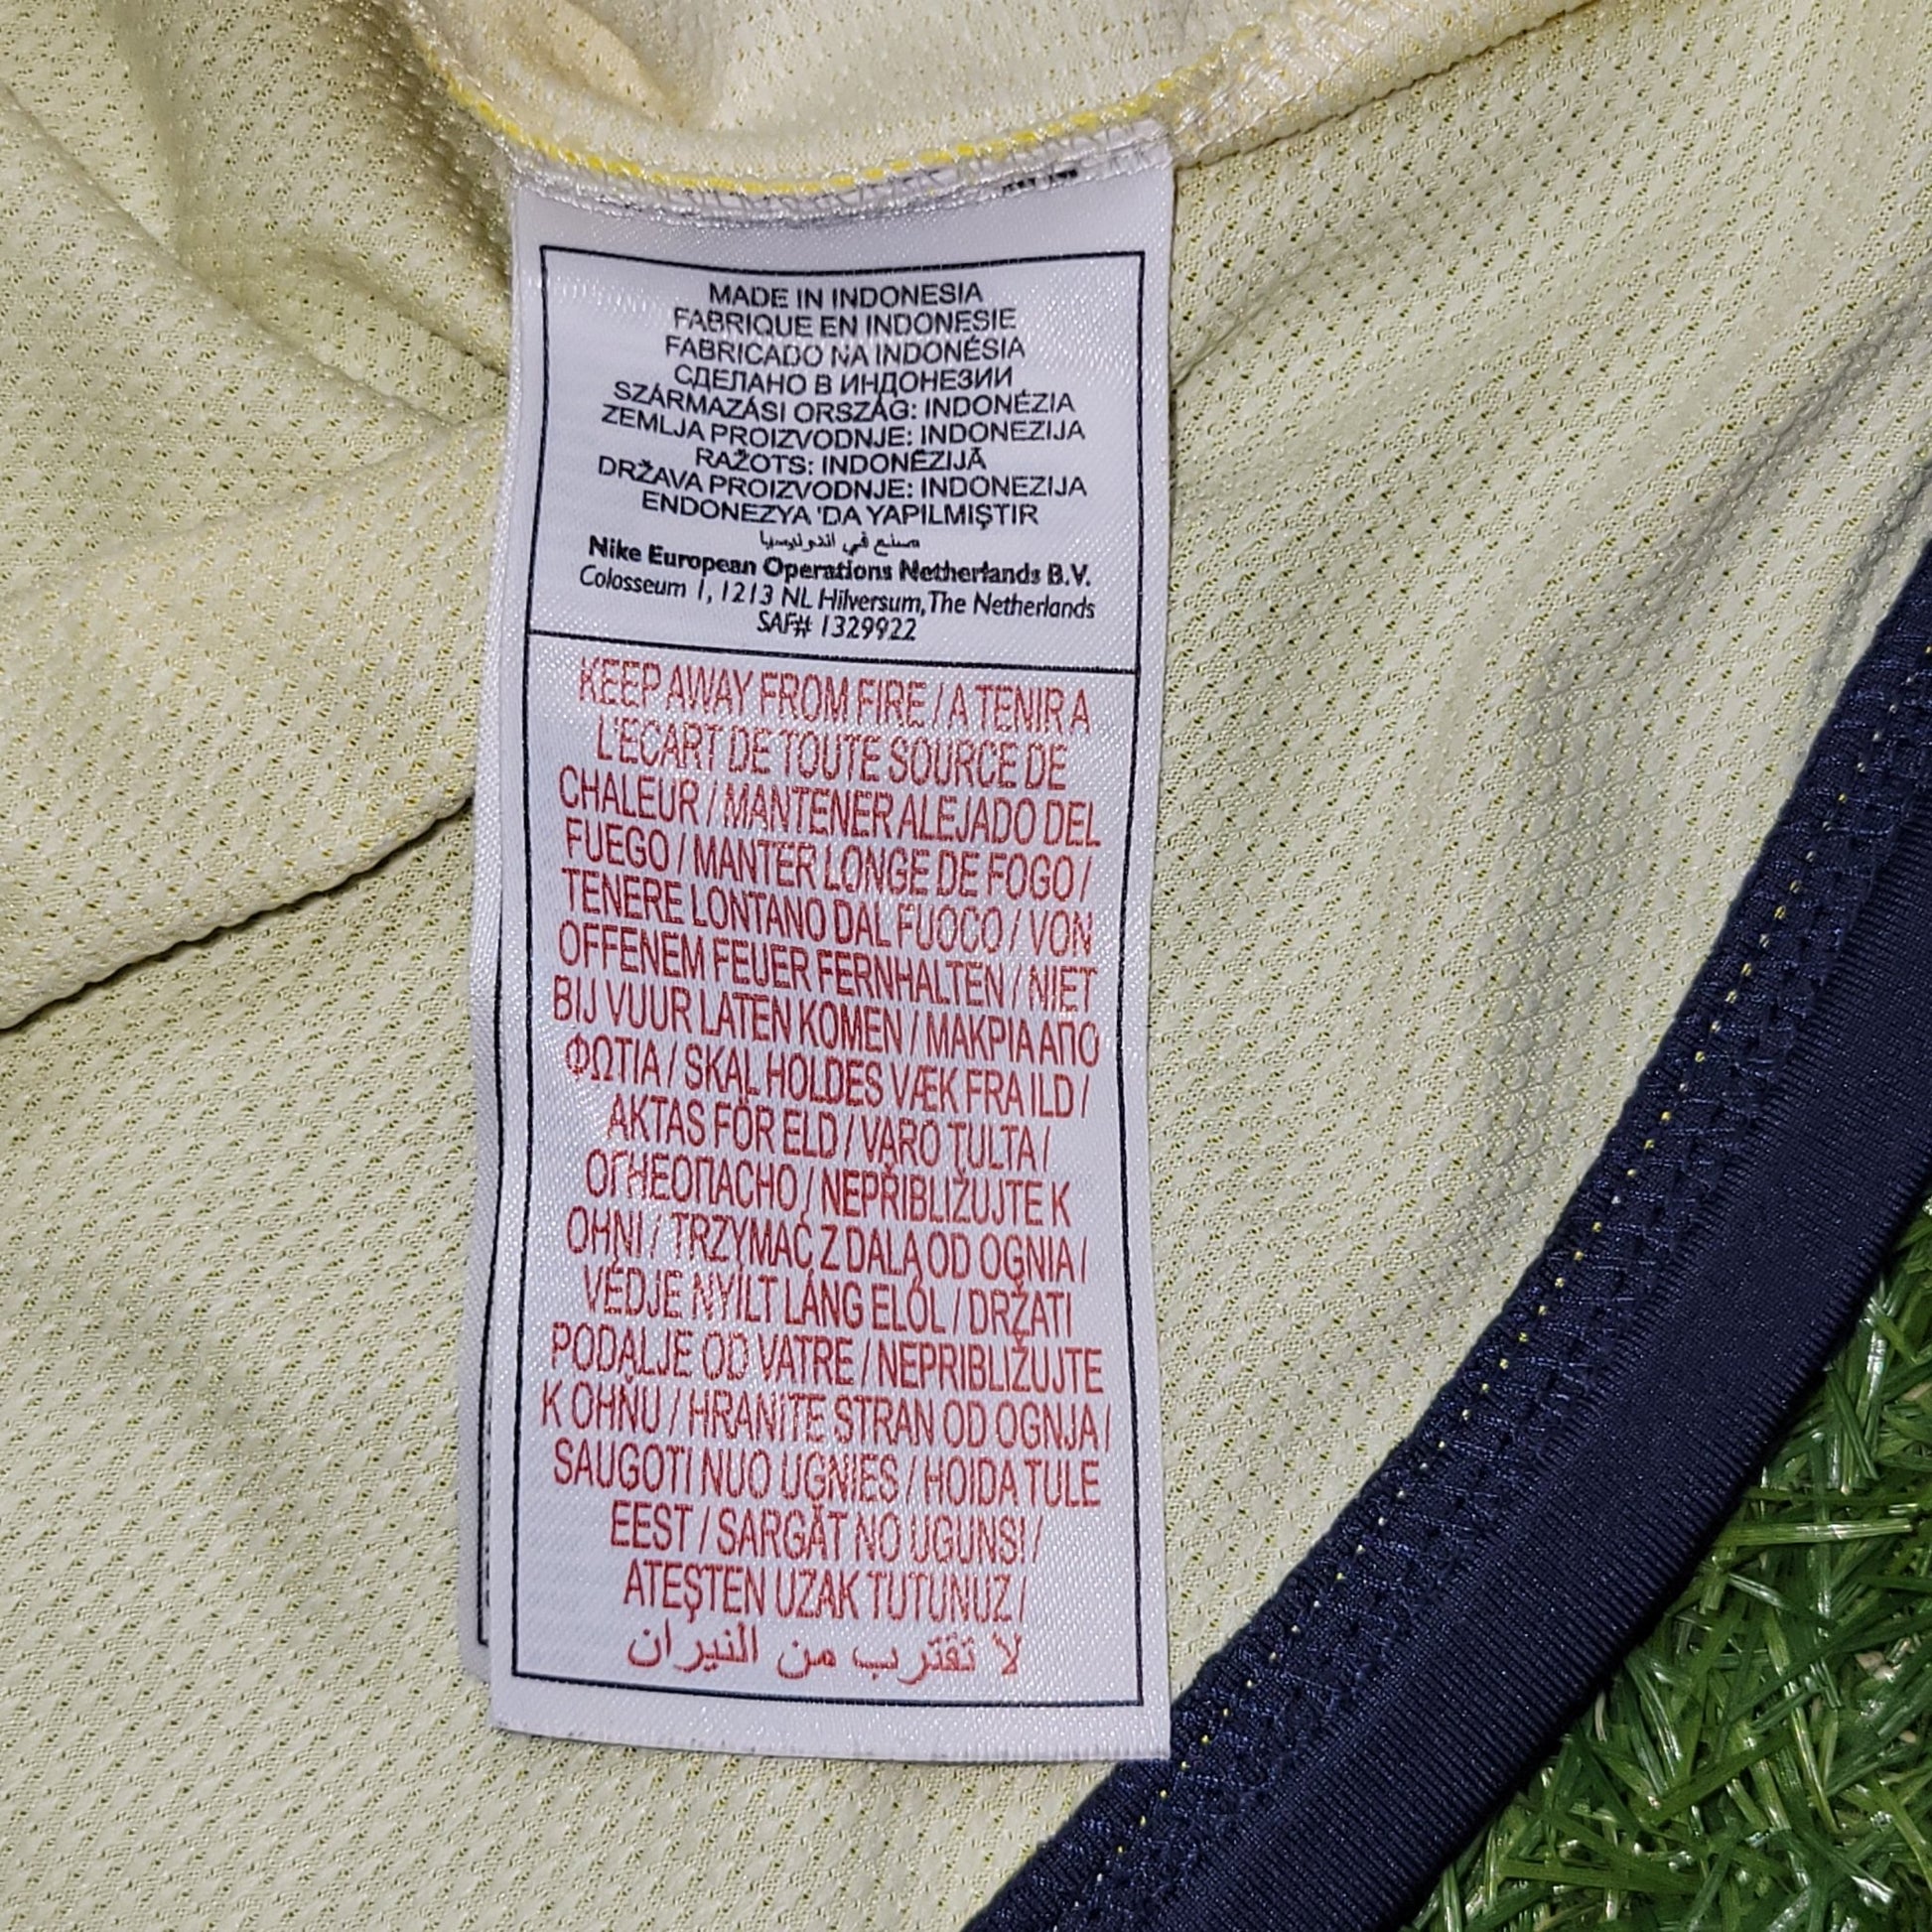 MADE IN INDONESIA
FABRIQUE EN INDONESIE
FABRICADO NA INDONÉSIA
СДЕЛАНО В ИНДОНЕЗИИ
SZÁRMAZÁSI ORSZÁG: INDONÉZIA
ZEMLJA PROIZVODNJE: INDONEZIJA
RAŽOTS: INDONĒZIJĀ
DRŽAVA PROIZVODNJE: INDONEZIJA
ENDONEZYA 'DA YAPILMIŞTIR
صنع في اندونيسيا
Nike European Operations Netherlands B.V.
Colosseum 1, 1213 NL Hilversum, The Netherlands
SAF# 1329922
KEEP AWAY FROM FIRE / A TENIR A
L'ECART DE TOUTE SOURCE DE
CHALEUR / MANTENER ALEJADO DEL
FUEGO / MANTER LONGE DE FOGO /
TENERE LONTANO DAL FUOCO / VON
OFFENEM FEUER FERNHALTEN / NIET
BIJ VUUR LATEN KOMEN / ΜΑΚΡΙΑ ΑΠΟ
ΦΩΤΙΑ / SKAL HOLDES VÆK FRA ILD /
AKTAS FÖR ELD / VARO TULTA /
ОГНЕОПАСНО / NEPŘIBLIŽUJTE K
OHNI / TRZYMAĆ Z DALA OD OGNIA /
VÉDJE NYÍLT LÁNG ELŐL / DRŽATI
PODALJE OD VATRE / NEPRIBLIŽUJTE
K OHŇU / HRANITE STRAN OD OGNJA /
SAUGOTI NUO UGNIES / HOIDA TULE
EEST / SARGĀT NO UGUNS! /
ATEŞTEN UZAK TUTUNUZ /
لا تقترب من النيران